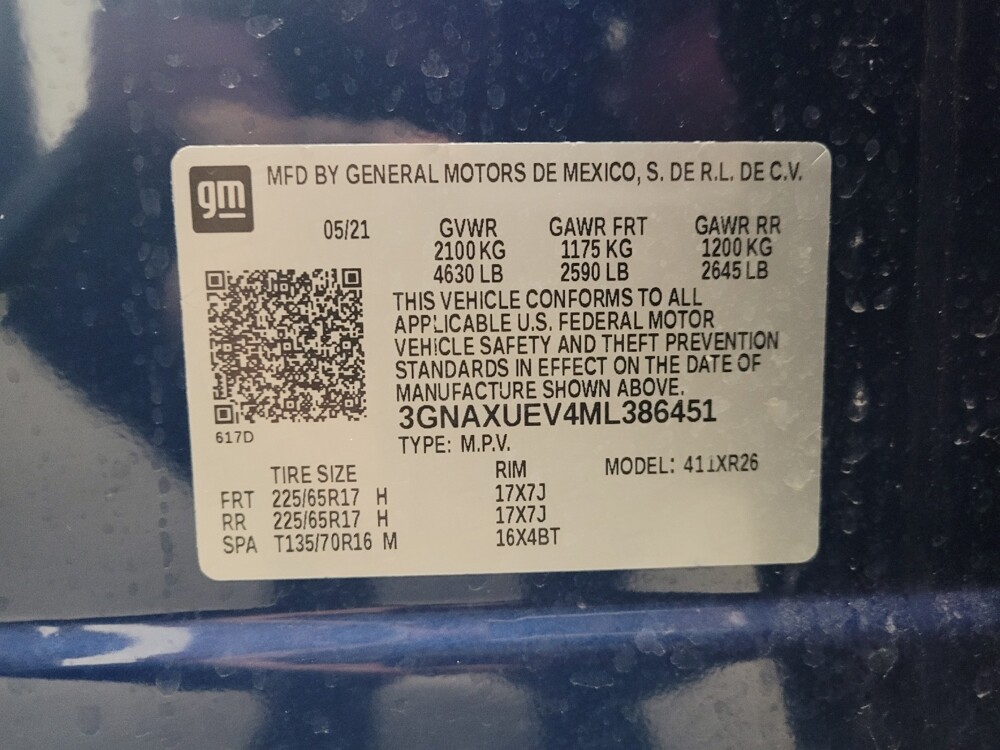 gm
MFD BY GENERAL MOTORS DE MEXICO, S. DE R.L. DE C.V.
05/21 GVWR GAWR FRT GAWR RR
2100 KG 1175 KG 1200 KG
4630 LB 2590 LB 2645 LB
THIS VEHICLE CONFORMS TO ALL
APPLICABLE U.S. FEDERAL MOTOR
VEHICLE SAFETY AND THEFT PREVENTION
STANDARDS IN EFFECT ON THE DATE OF
MANUFACTURE SHOWN ABOVE.
3GNAXUEV4ML386451
617D
TYPE: M.P.V.
TIRE SIZE RIM MODEL: 411XR26
FRT 225/65R17 H 17X7J
RR 225/65R17 H 17X7J
SPA T135/70R16 M 16X4BT